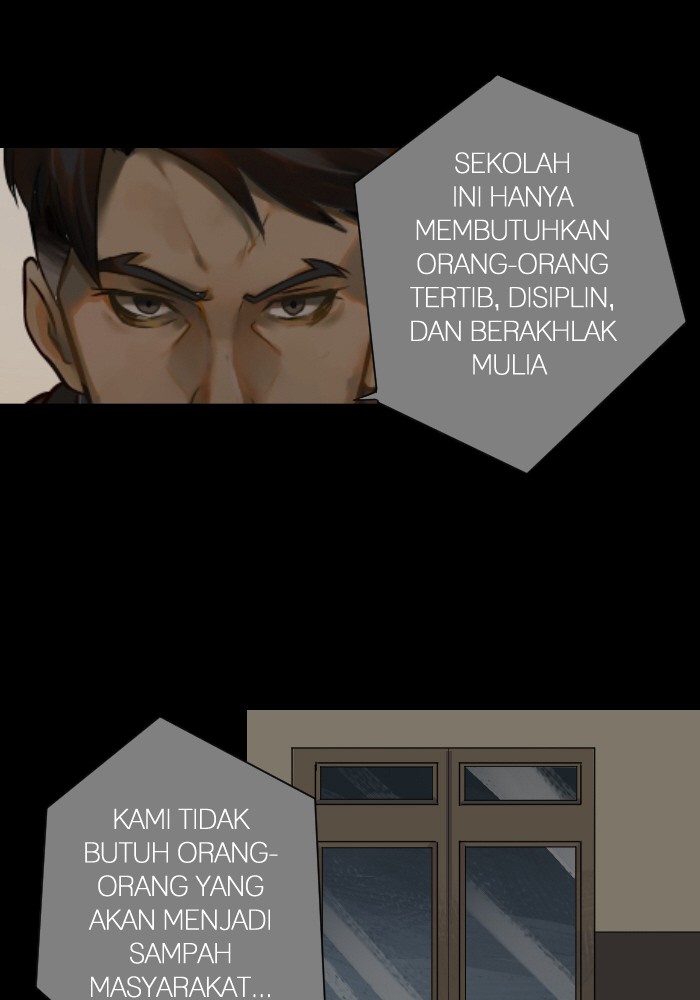 SEKOLAH
INI HANYA
MEMBUTUHKAN
ORANG-ORANG
TERTIB, DISIPLIN,
DAN BERAKHLAK
MULIA
KAMI TIDAK
BUTUH ORANG-
ORANG YANG
AKAN MENJADI
SAMPAH
MASYARAKAT...